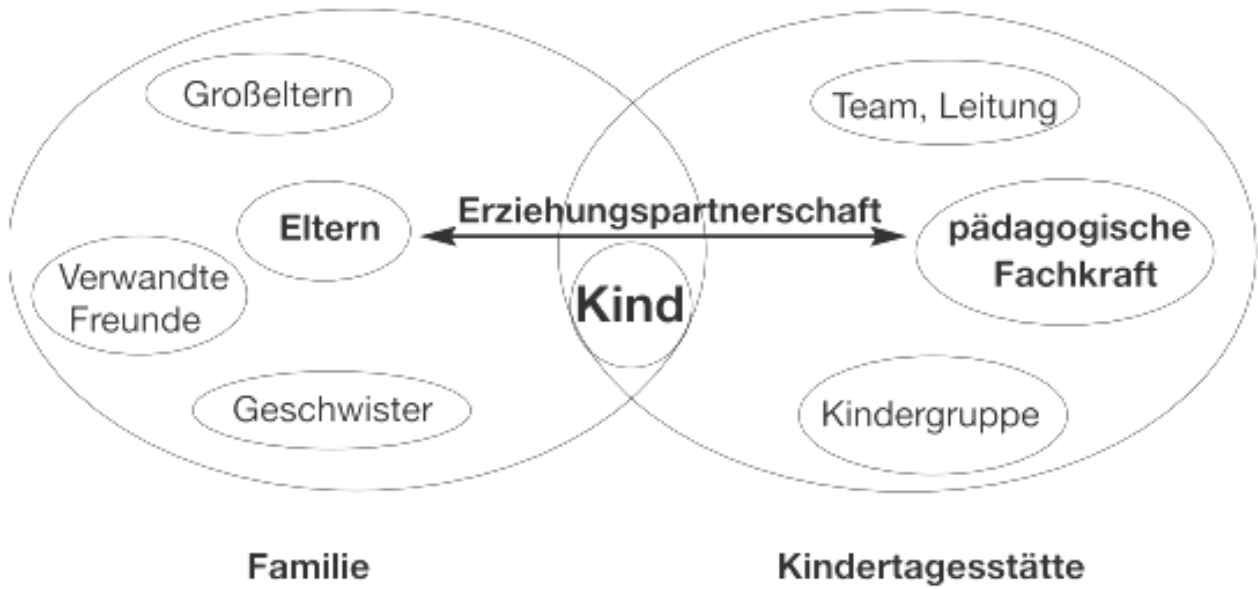 Großeltern
Team, Leitung
Erziehungspartnerschaft
Eltern
pädagogische
Fachkraft
Verwandte
Freunde
Kind
Geschwister
Kindergruppe
Familie
Kindertagesstätte